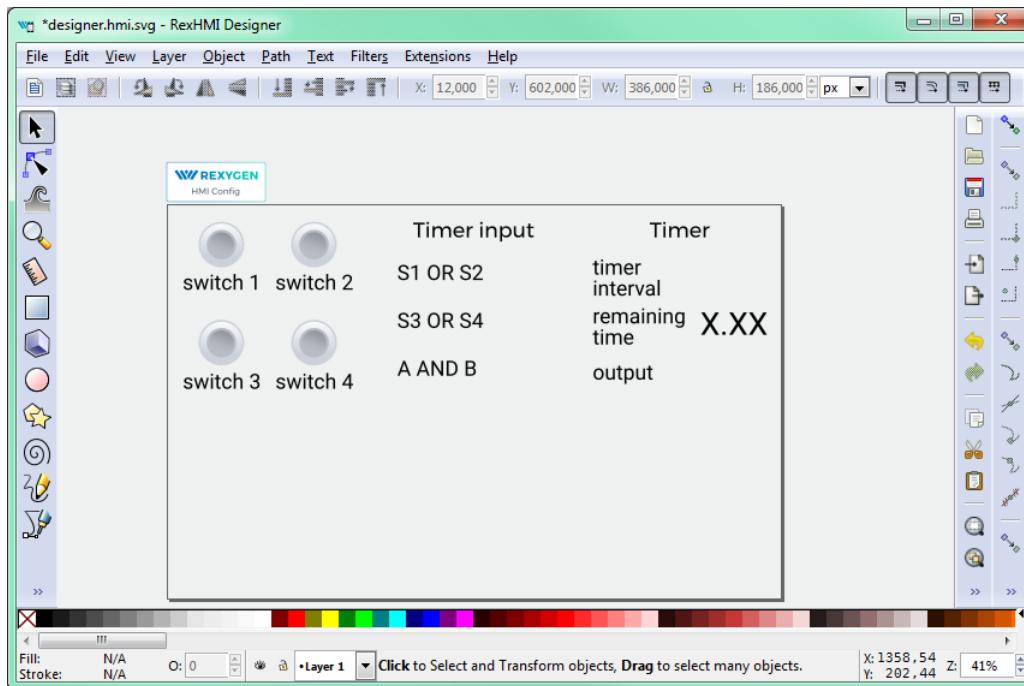 *designer.hmi.svg - RexHMI Designer
File Edit View Layer Object Path Text Filters Extensions Help
X: 12,000 Y: 602,000 W: 386,000 H: 186,000 px
REXYGEN
HMI Config
Timer input Timer
switch 1 switch 2 S1 OR S2 timer
interval
S3 OR S4 remaining
time X.XX
switch 3 switch 4 A AND B output
Fill: N/A
Stroke: N/A
O: 0 •Layer 1 Click to Select and Transform objects, Drag to select many objects.
X: 1358,54
Y: 202,44
Z: 41%